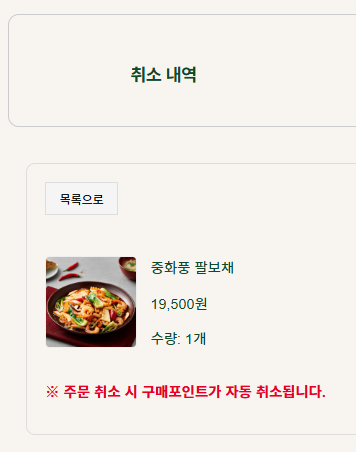 취소 내역
목록으로
중화풍 팔보채
19,500원
수량: 1개
※ 주문 취소 시 구매포인트가 자동 취소됩니다.